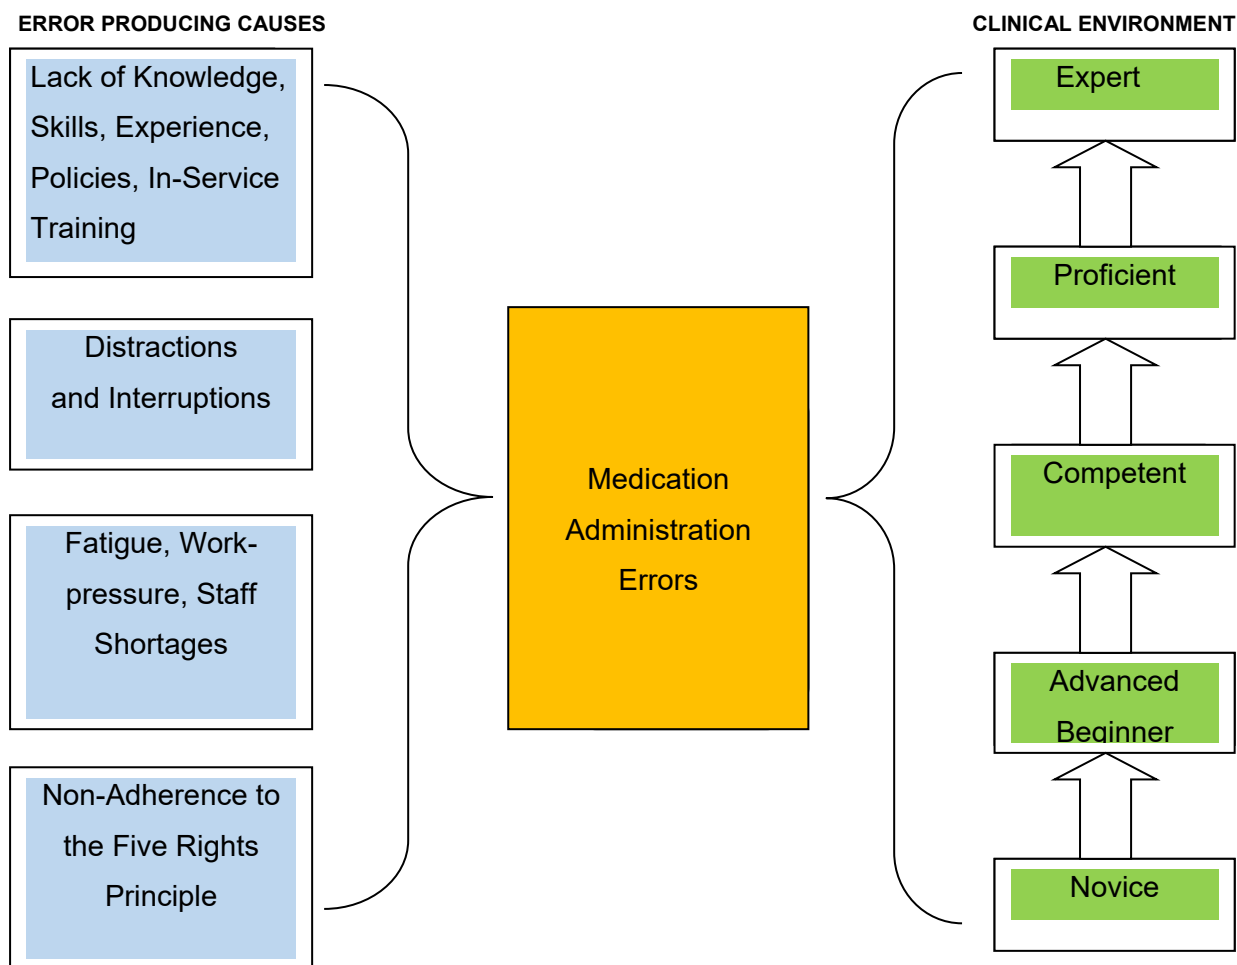 ERROR PRODUCING CAUSES
Lack of Knowledge,
Skills, Experience,
Policies, In-Service
Training
Distractions
and Interruptions
Fatigue, Work-
pressure, Staff
Shortages
Non-Adherence to
the Five Rights
Principle
Medication
Administration
Errors
CLINICAL ENVIRONMENT
Expert
Proficient
Competent
Advanced
Beginner
Novice